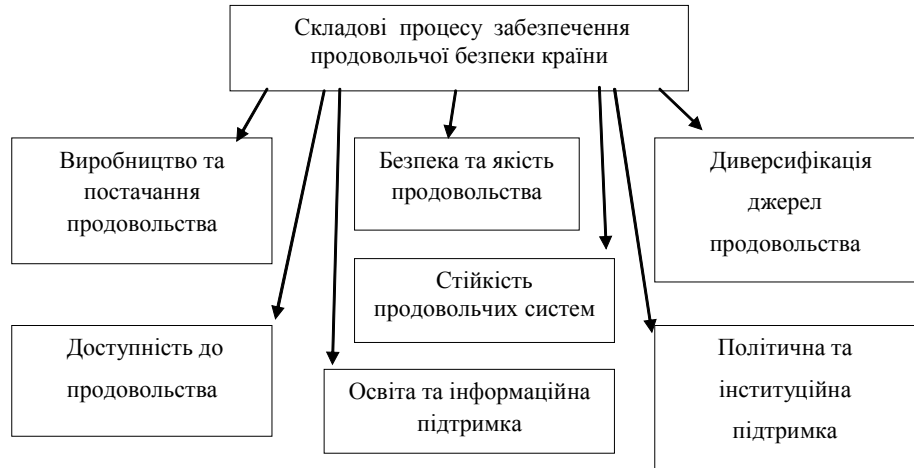 Складові процесу забезпечення
продовольчої безпеки країни
Виробництво та
постачання
продовольства
Безпека та якість
продовольства
Диверсифікація
джерел
продовольства
Стійкість
продовольчих систем
Доступність до
продовольства
Освіта та інформаційна
підтримка
Політична та
інституційна
підтримка